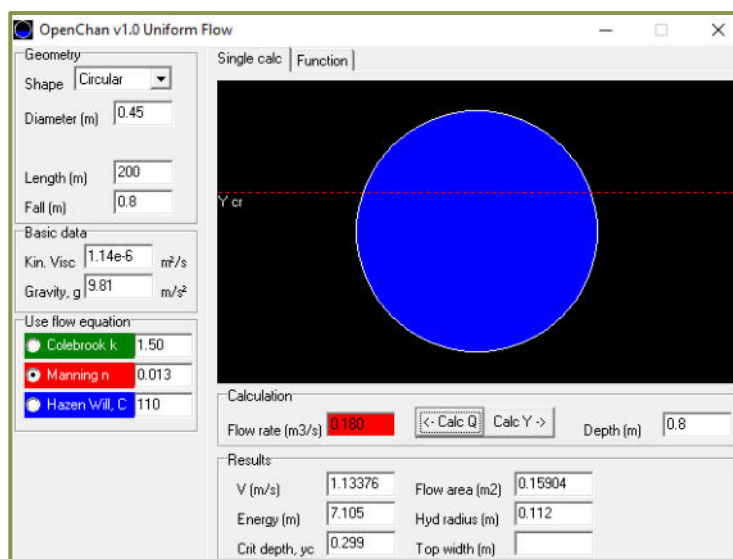 OpenChan v1.0 Uniform Flow
Geometry
Shape Circular
Diameter (m) 0.45
Length (m) 200
Fall (m) 0.8
Basic data
Kin. Visc 1.14e-6 m²/s
Gravity, g 9.81 m/s²
Use flow equation
Colebrook k 1.50
Manning n 0.013
Hazen Will, C 110
Single calc Function
Y cr
Calculation
Flow rate (m3/s) 0.180 <- Calc Q Calc Y -> Depth (m) 0.8
Results
V (m/s) 1.13376 Flow area (m2) 0.15904
Energy (m) 7.105 Hyd radius (m) 0.112
Crit depth, yc 0.299 Top width (m)